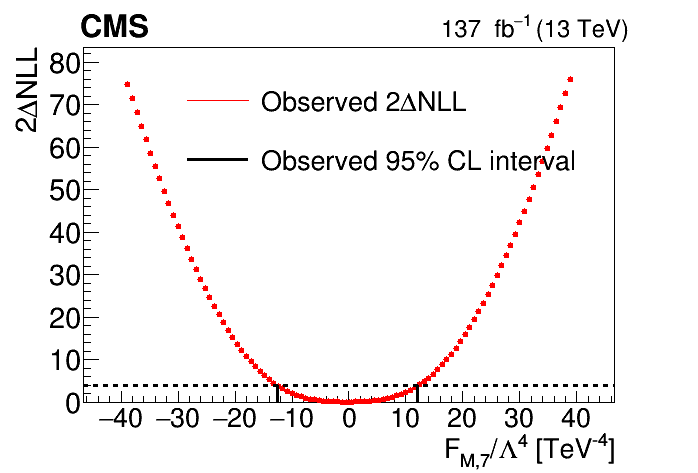 CMS 137 fb⁻¹ (13 TeV)
2ΔNLL
80
70
60
50
40
30
20
10
0
Observed 2ΔNLL
Observed 95% CL interval
−40 −30 −20 −10 0 10 20 30 40
F_M,7/Λ⁴ [TeV⁻⁴]